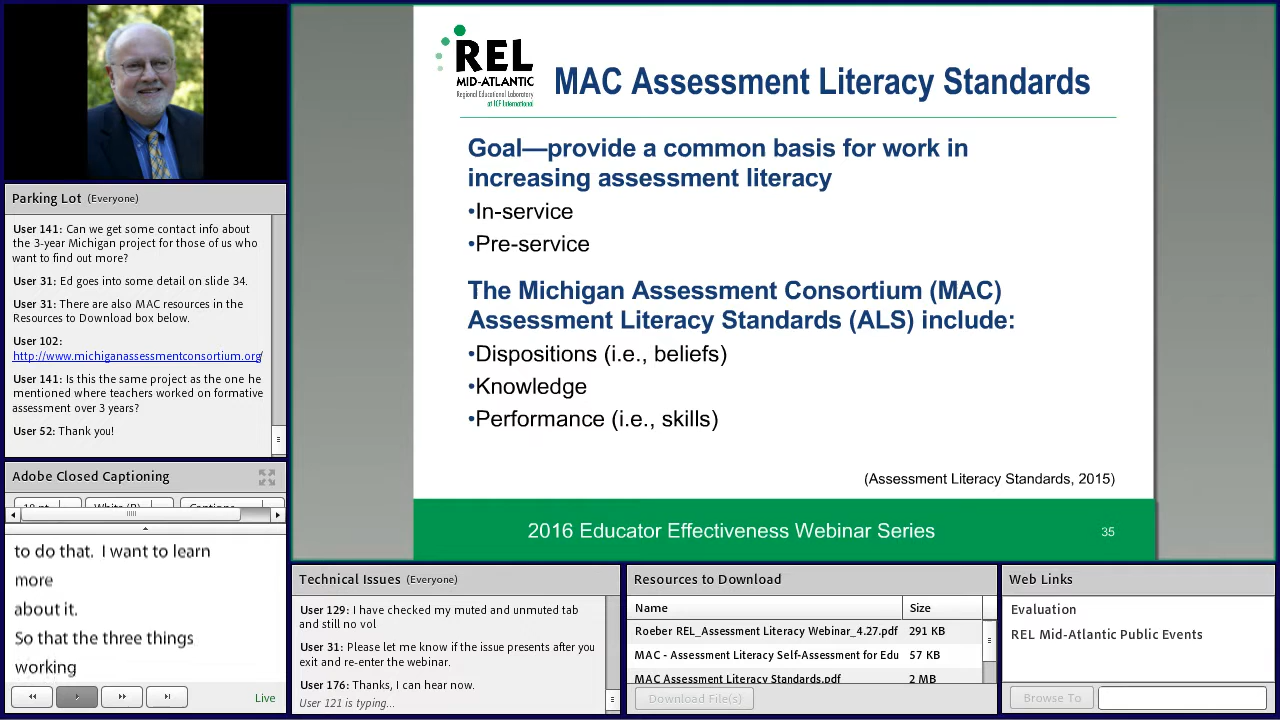 Parking Lot (Everyone)
User 141: Can we get some contact info about
the 3-year Michigan project for those of us who
want to find out more?
User 31: Ed goes into some detail on slide 34.
User 31: There are also MAC resources in the
Resources to Download box below.
User 102:
http://www.michiganassessmentconsortium.org/
User 141: Is this the same project as the one he
mentioned where teachers worked on formative
assessment over 3 years?
User 52: Thank you!
Adobe Closed Captioning
to do that. I want to learn
more
about it.
So that the three things
working
Live
REL
MID-ATLANTIC
Regional Educational Laboratory
at ICF International
MAC Assessment Literacy Standards
Goal—provide a common basis for work in
increasing assessment literacy
•In-service
•Pre-service
The Michigan Assessment Consortium (MAC)
Assessment Literacy Standards (ALS) include:
•Dispositions (i.e., beliefs)
•Knowledge
•Performance (i.e., skills)
(Assessment Literacy Standards, 2015)
2016 Educator Effectiveness Webinar Series
35
Technical Issues (Everyone)
User 129: I have checked my muted and unmuted tab
and still no vol
User 31: Please let me know if the issue presents after you
exit and re-enter the webinar.
User 176: Thanks, I can hear now.
User 121 is typing...
Resources to Download
Name Size
Roeber REL_Assessment Literacy Webinar_4.27.pdf 291 KB
MAC - Assessment Literacy Self-Assessment for Edu 57 KB
MAC Assessment Literacy Standards.pdf 2 MB
Download File(s)
Web Links
Evaluation
REL Mid-Atlantic Public Events
Browse To